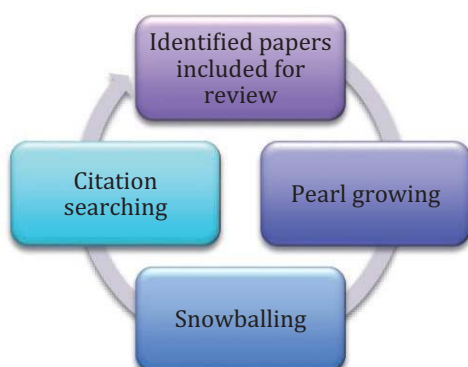 Identified papers
included for
review
Pearl growing
Snowballing
Citation
searching